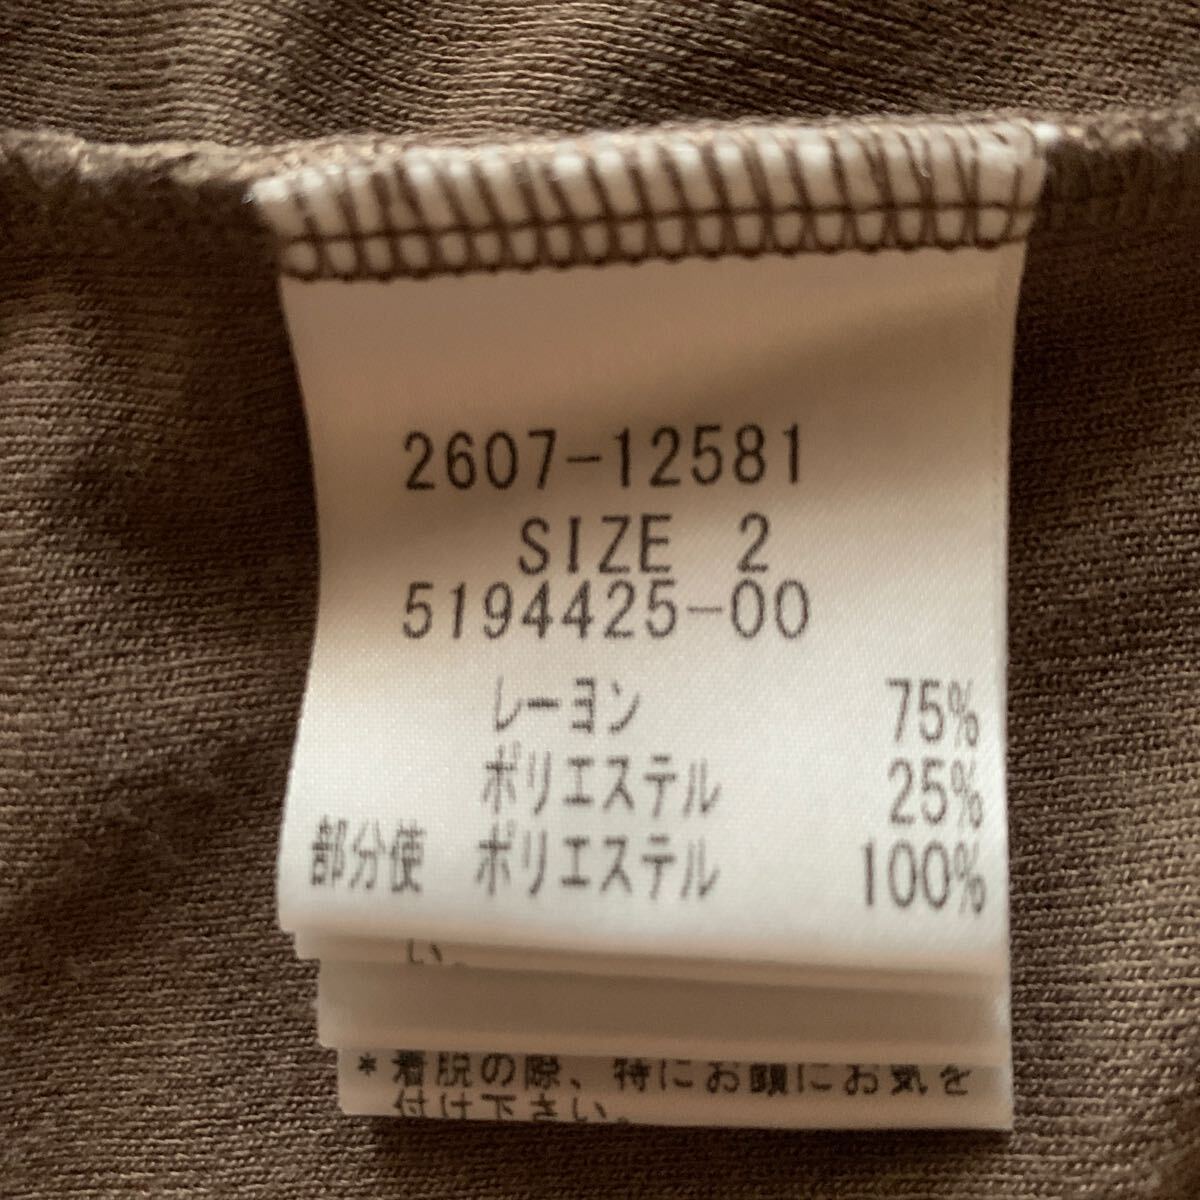 2607-12581
SIZE 2
5194425-00
レーヨン 75%
ポリエステル 25%
部分使 ポリエステル 100%
い。
*着脱の際、特にお顔にお気を
付け下さい。